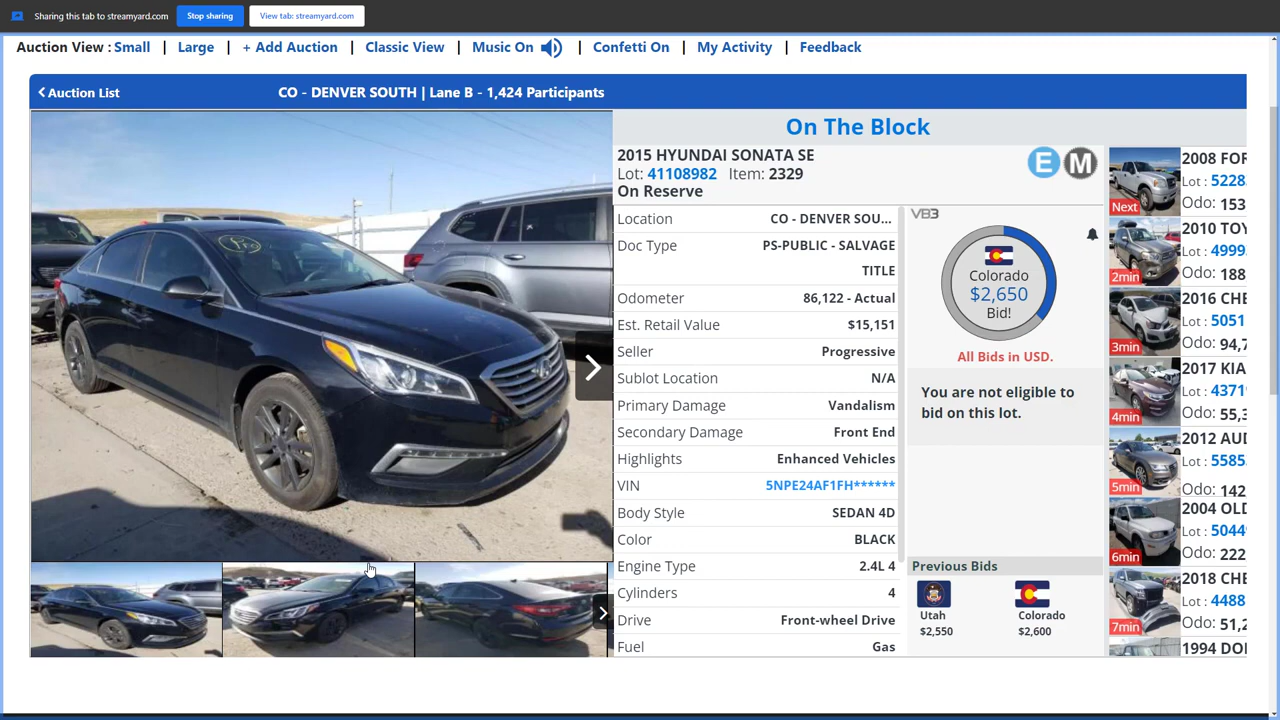 Sharing this tab to streamyard.com
Stop sharing
View tab: streamyard.com
Auction View : Small | Large | + Add Auction | Classic View | Music On | Confetti On | My Activity | Feedback
Auction List
CO - DENVER SOUTH | Lane B - 1,424 Participants
On The Block
2015 HYUNDAI SONATA SE
Lot: 41108982 Item: 2329
On Reserve
E
M
Location CO - DENVER SOU...
Doc Type PS-PUBLIC - SALVAGE
TITLE
Odometer 86,122 - Actual
Est. Retail Value $15,151
Seller Progressive
Sublot Location N/A
Primary Damage Vandalism
Secondary Damage Front End
Highlights Enhanced Vehicles
VIN 5NPE24AF1FH******
Body Style SEDAN 4D
Color BLACK
Engine Type 2.4L 4
Cylinders 4
Drive Front-wheel Drive
Fuel Gas
VB3
Colorado
$2,650
Bid!
All Bids in USD.
You are not eligible to
bid on this lot.
Previous Bids
Utah
$2,550
Colorado
$2,600
Next
2008 FOR
Lot : 5228
Odo: 153
2min
2010 TOY
Lot : 4999
Odo: 188
3min
2016 CHE
Lot : 5051
Odo: 94,7
4min
2017 KIA
Lot : 4371
Odo: 55,3
5min
2012 AUD
Lot : 5585
Odo: 142
6min
2004 OLD
Lot : 5044
Odo: 222
7min
2018 CHE
Lot : 4488
Odo: 51,2
1994 DO